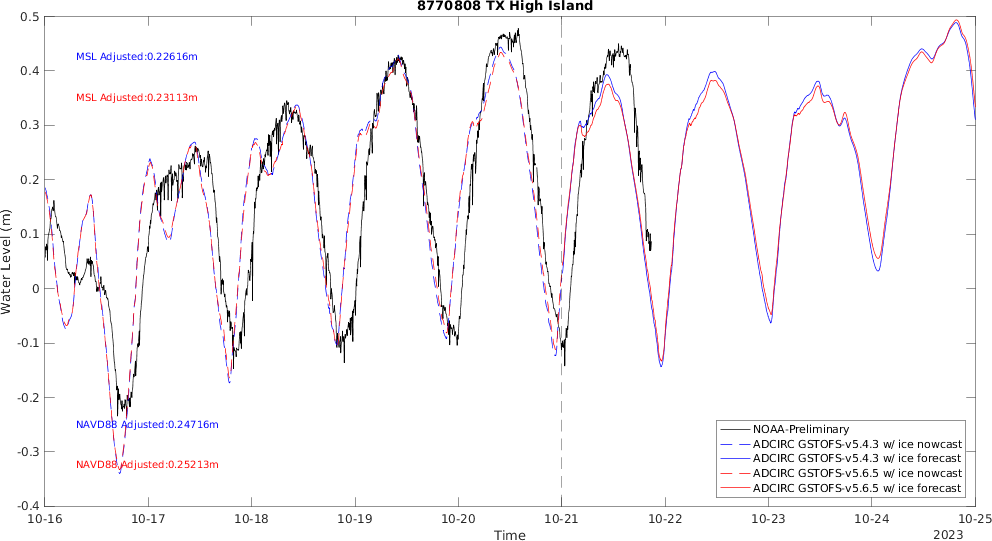 8770808 TX High Island
0.5
0.4
0.3
0.2
0.1
0
-0.1
-0.2
-0.3
-0.4
Water Level (m)
MSL Adjusted:0.22616m
MSL Adjusted:0.23113m
NAVD88 Adjusted:0.24716m
NAVD88 Adjusted:0.25213m
NOAA-Preliminary
ADCIRC GSTOFS-v5.4.3 w/ ice nowcast
ADCIRC GSTOFS-v5.4.3 w/ ice forecast
ADCIRC GSTOFS-v5.6.5 w/ ice nowcast
ADCIRC GSTOFS-v5.6.5 w/ ice forecast
10-16 10-17 10-18 10-19 10-20 10-21 10-22 10-23 10-24 10-25
Time
2023